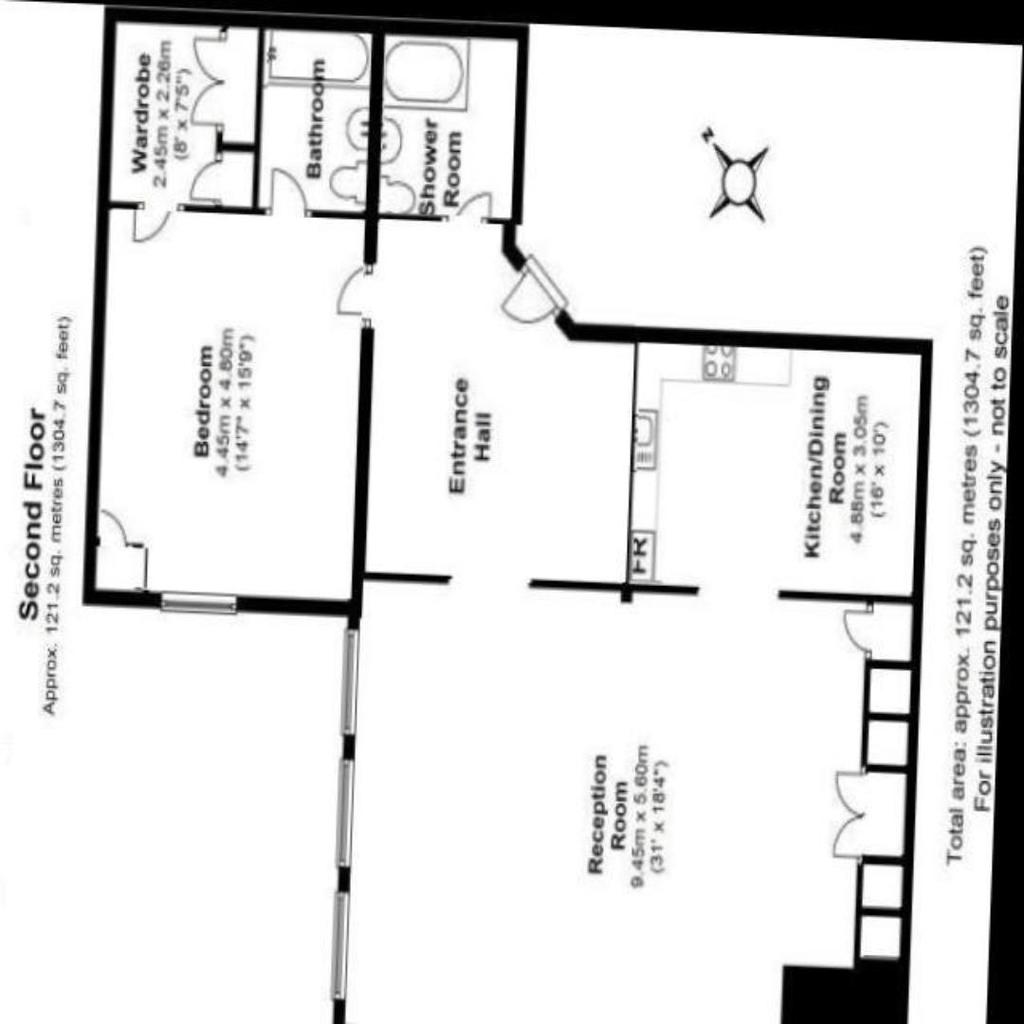 Second Floor
Approx. 121.2 sq. metres (1304.7 sq. feet)
Wardrobe
2.45m x 2.26m
(8' x 7'5")
Bathroom
Shower
Room
N
Bedroom
4.45m x 4.80m
(14'7" x 15'9")
Entrance
Hall
FR
Kitchen/Dining
Room
4.88m x 3.05m
(16' x 10')
Reception
Room
9.45m x 5.60m
(31' x 18'4")
Total area: approx. 121.2 sq. metres (1304.7 sq. feet)
For illustration purposes only - not to scale